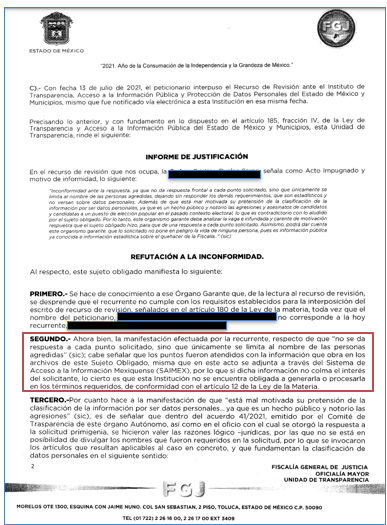 ESTADO DE MÉXICO
FGJ
"2021. Año de la Consumación de la Independencia y la Grandeza de México."
C).- Con fecha 13 de julio de 2021, el peticionario interpuso el Recurso de Revisión ante el Instituto de
Transparencia, Acceso a la Información Pública y Protección de Datos Personales del Estado de México y
Municipios, mismo que fue notificado vía electrónica a esta Institución en esa misma fecha.
Precisando lo anterior, y con fundamento en lo dispuesto en el artículo 185, fracción IV, de la Ley de
Transparencia y Acceso a la Información Pública del Estado de México y Municipios, esta Unidad de
Transparencia, rinde el siguiente:
INFORME DE JUSTIFICACIÓN
En el recurso de revisión que nos ocupa, la señala como Acto Impugnado y
motivo de informidad, lo siguiente:
"Inconformidad ante la respuesta, ya que no da respuesta frontal a cada punto solicitado, sino que únicamente se
limita al nombre de las personas agredidas, dejando sin responder los demás requerimientos, que son estadísticos y
no versan sobre datos personales. Además de que está mal motivada su pretensión de la clasificación de la
información por ser datos personales, ya que es un hecho público y notorio las agresiones y asesinatos de candidatos
y candidatas a un puesto de elección popular en el pasado contexto electoral; lo que es contradictorio con lo aludido
por el sujeto obligado. Por lo tanto, este organismo garante debe analizar la vaga e infundada y carente de motivación
respuesta que el sujeto obligado hizo, para que de una respuesta a cada punto solicitado. Asimismo, podrá dar cuenta
este organismo garante, que lo solicitado no pone en peligro la vida de ninguna persona, pues es información pública
ya conocida e información estadística sobre el quehacer de la Fiscalía. " (sic)
REFUTACIÓN A LA INCONFORMIDAD.
Al respecto, este sujeto obligado manifiesta lo siguiente:
PRIMERO.- Se hace de conocimiento a ese Órgano Garante que, de la lectura al recurso de revisión,
se desprende que el recurrente no cumple con los requisitos establecidos para la interposición del
escrito de recurso de revisión, señalados en el artículo 180 de la Ley de la materia, toda vez que el
nombre del peticionario, no corresponde a la hoy
recurrente,
SEGUNDO.- Ahora bien, la manifestación efectuada por la recurrente, respecto de que "no se da
respuesta a cada punto solicitado, sino que únicamente se limita al nombre de las personas
agredidas" (sic); cabe señalar que los puntos fueron atendidos con la información que obra en los
archivos de este Sujeto Obligado, misma que en este acto se adjunta a través del Sistema de
Acceso a la Información Mexiquense (SAIMEX), por lo que si dicha información no colma el interés
del solicitante, lo cierto es que esta institución no se encuentra obligada a generarla o procesarla
en los términos requeridos, de conformidad con el artículo 12 de la Ley de la Materia.
TERCERO.-Por cuanto hace a la manifestación de que "está mal motivada su pretensión de la
clasificación de la información por ser datos personales... ya que es un hecho público y notorio las
agresiones" (sic), es de señalar que dentro del acuerdo 41/2021, emitido por el Comité de
Transparencia de este Órgano Autónomo, así como en el oficio con el cual se otorgó la respuesta a
la solicitud primigenia, se hicieron valer las razones lógico -jurídicas, por las que no se está en
posibilidad de divulgar los nombres que fueron requeridos en la solicitud, por lo que se invocaron
los artículos que resultan aplicables al caso en concreto, y que fundamentan la clasificación de
datos personales en el siguiente sentido:
2
FISCALÍA GENERAL DE JUSTICIA
OFICIALÍA MAYOR
UNIDAD DE TRANSPARENCIA
FGJ
MORELOS OTE 1300, ESQUINA CON JAIME NUNO. COL SAN SEBASTIAN, 2 PISO, TOLUCA, ESTADO DE MÉXICO C.P. 50090
TEL (01 722) 2 26 16 00, 2 26 17 00 EXT 3409